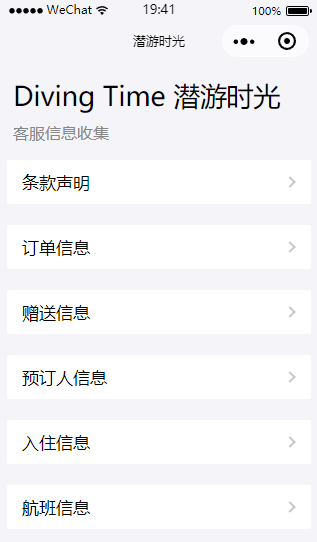 WeChat 19:41 100%
潜游时光
Diving Time 潜游时光
客服信息收集
条款声明
订单信息
赠送信息
预订人信息
入住信息
航班信息